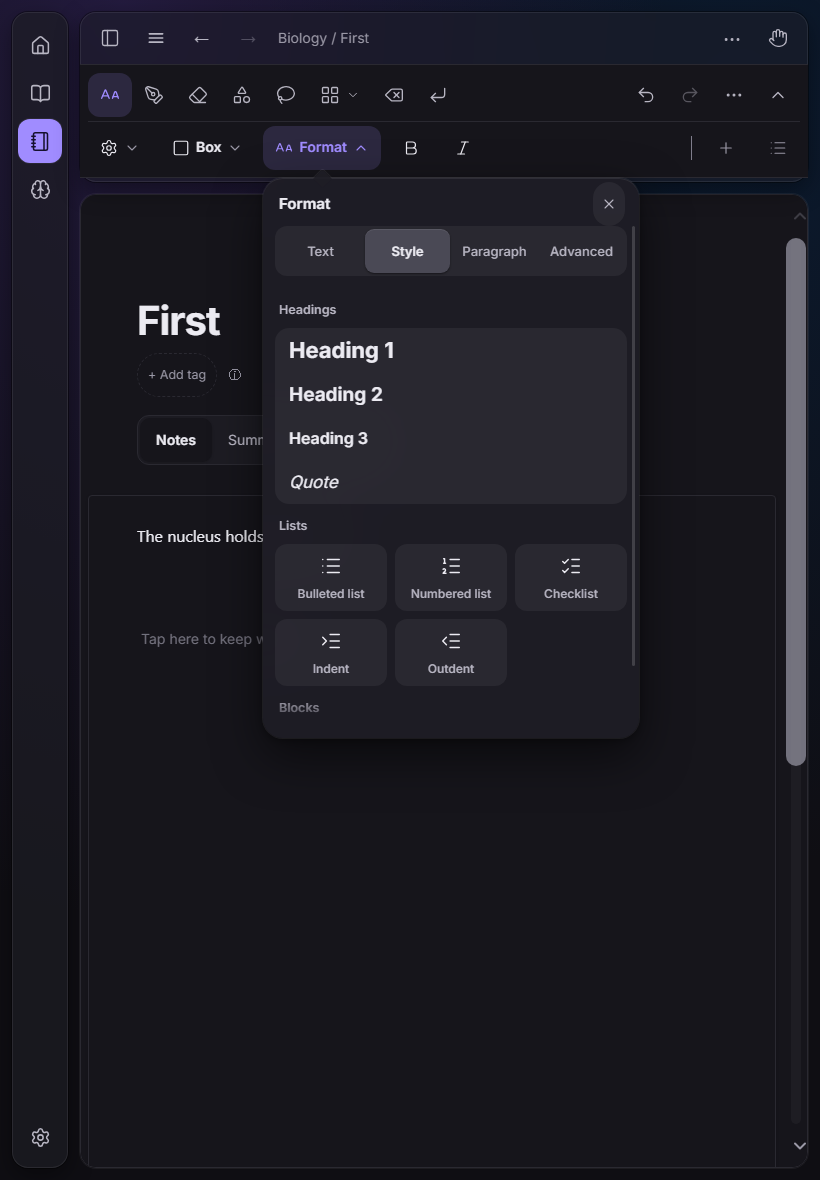 Biology / First
AA
Box
AA Format
B
I
Format
Text
Style
Paragraph
Advanced
First
+ Add tag
Notes
Summ
Headings
Heading 1
Heading 2
Heading 3
Quote
Lists
The nucleus holds
Bulleted list
Numbered list
Checklist
Tap here to keep w
Indent
Outdent
Blocks